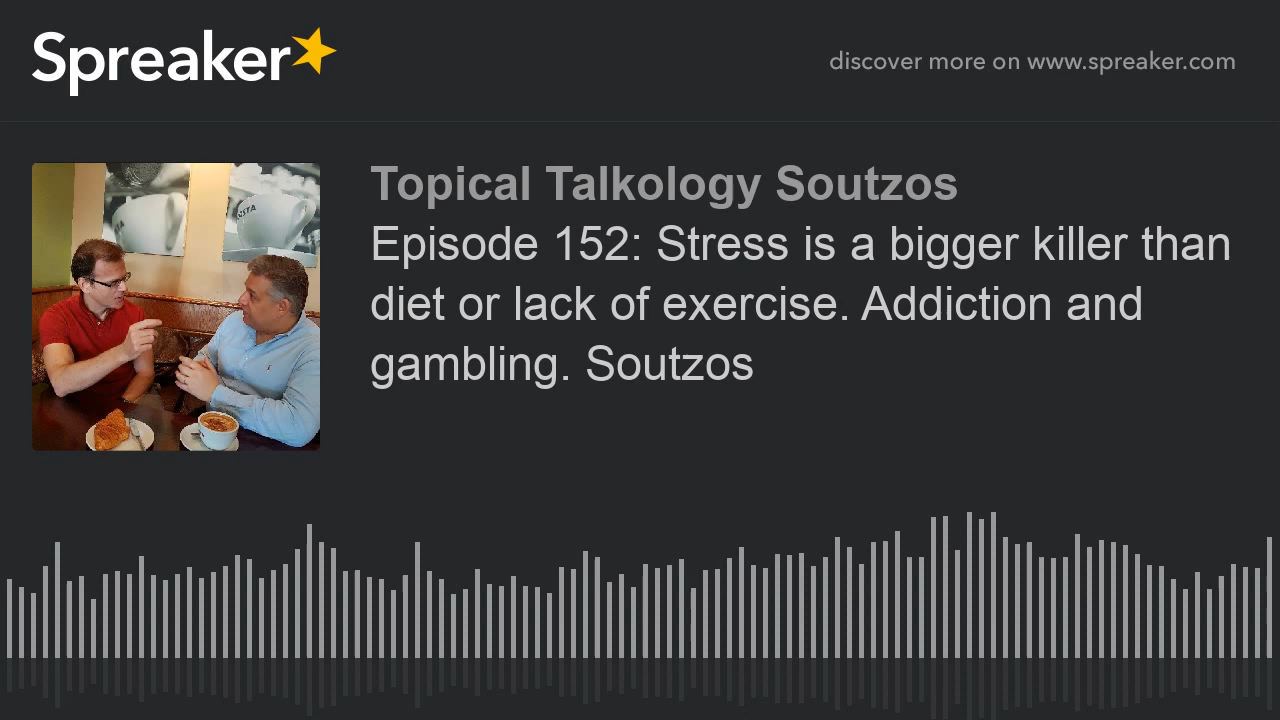 Spreaker
discover more on www.spreaker.com
Topical Talkology Soutzos
Episode 152: Stress is a bigger killer than
diet or lack of exercise. Addiction and
gambling. Soutzos
OSTA